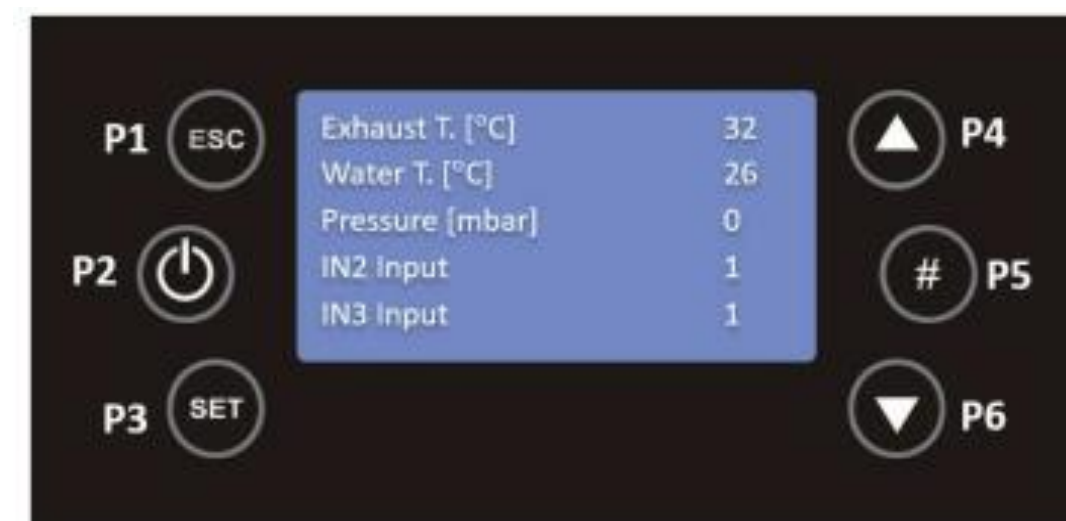 P1 ESC
Exhaust T. [°C] 32
P4
Water T. [°C] 26
Pressure [mbar] 0
P2
IN2 Input 1
# P5
IN3 Input 1
P3 SET
P6